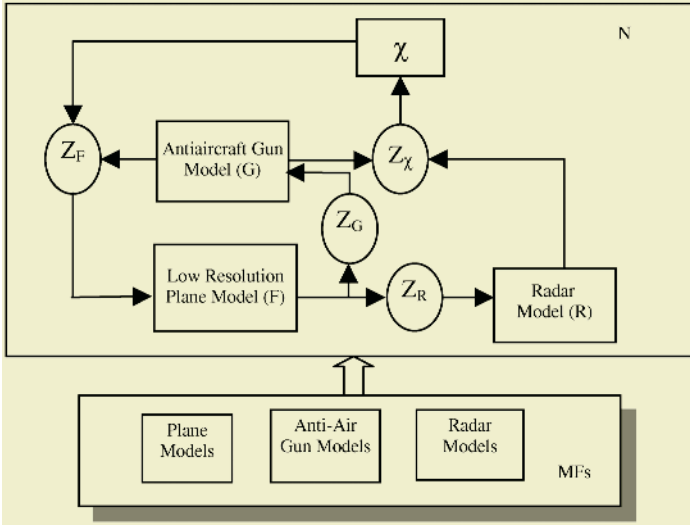 N
χ
Z_F
Antiaircraft Gun
Model (G)
Z_χ
Z_G
Low Resolution
Plane Model (F)
Z_R
Radar
Model (R)
Plane
Models
Anti-Air
Gun Models
Radar
Models
MFs